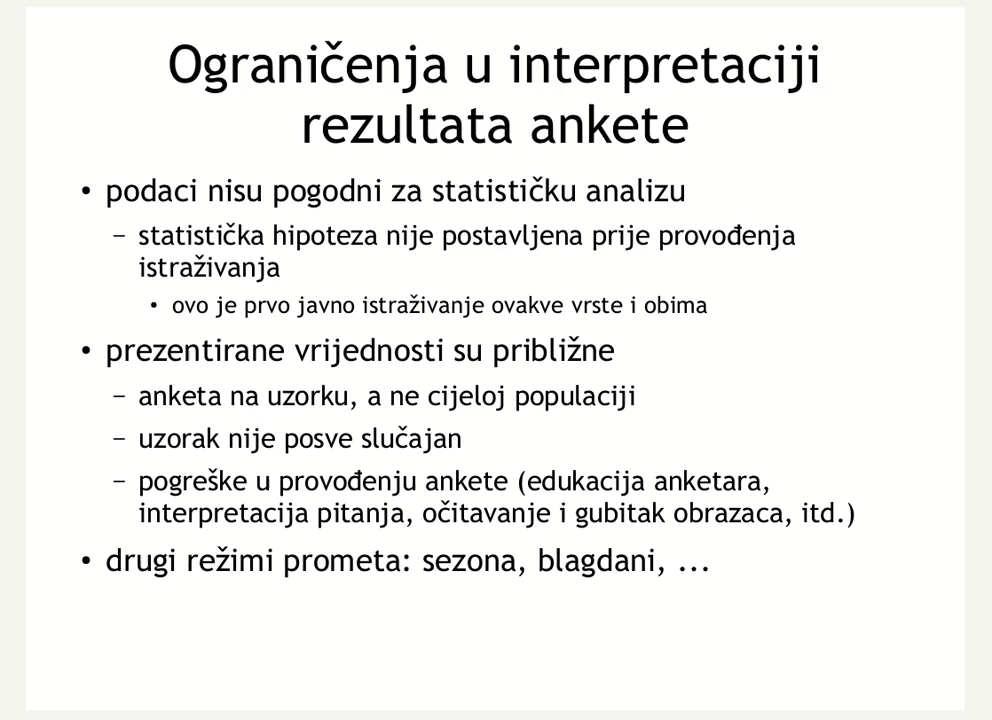 Ograničenja u interpretaciji
rezultata ankete
• podaci nisu pogodni za statističku analizu
– statistička hipoteza nije postavljena prije provođenja
istraživanja
• ovo je prvo javno istraživanje ovakve vrste i obima
• prezentirane vrijednosti su približne
– anketa na uzorku, a ne cijeloj populaciji
– uzorak nije posve slučajan
– pogreške u provođenju ankete (edukacija anketara,
interpretacija pitanja, očitavanje i gubitak obrazaca, itd.)
• drugi režimi prometa: sezona, blagdani, ...